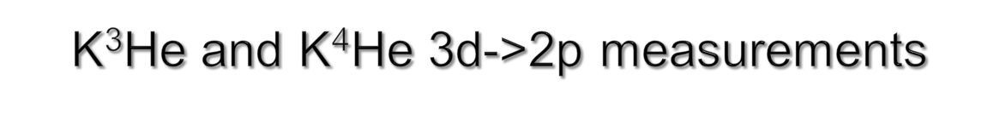 K³He and K⁴He 3d->2p measurements